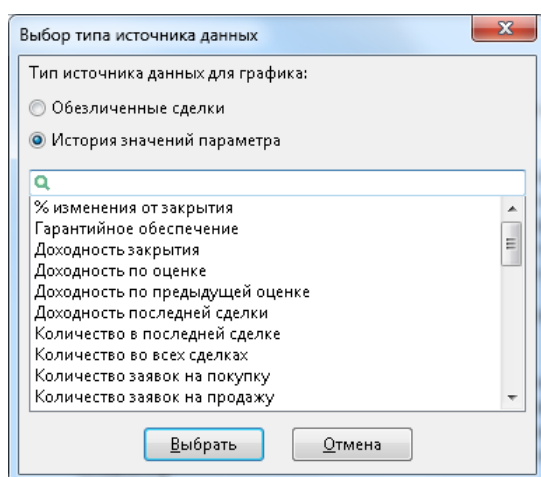 Выбор типа источника данных
Тип источника данных для графика:
Обезличенные сделки
История значений параметра
% изменения от закрытия
Гарантийное обеспечение
Доходность закрытия
Доходность по оценке
Доходность по предыдущей оценке
Доходность последней сделки
Количество в последней сделке
Количество во всех сделках
Количество заявок на покупку
Количество заявок на продажу
Выбрать Отмена